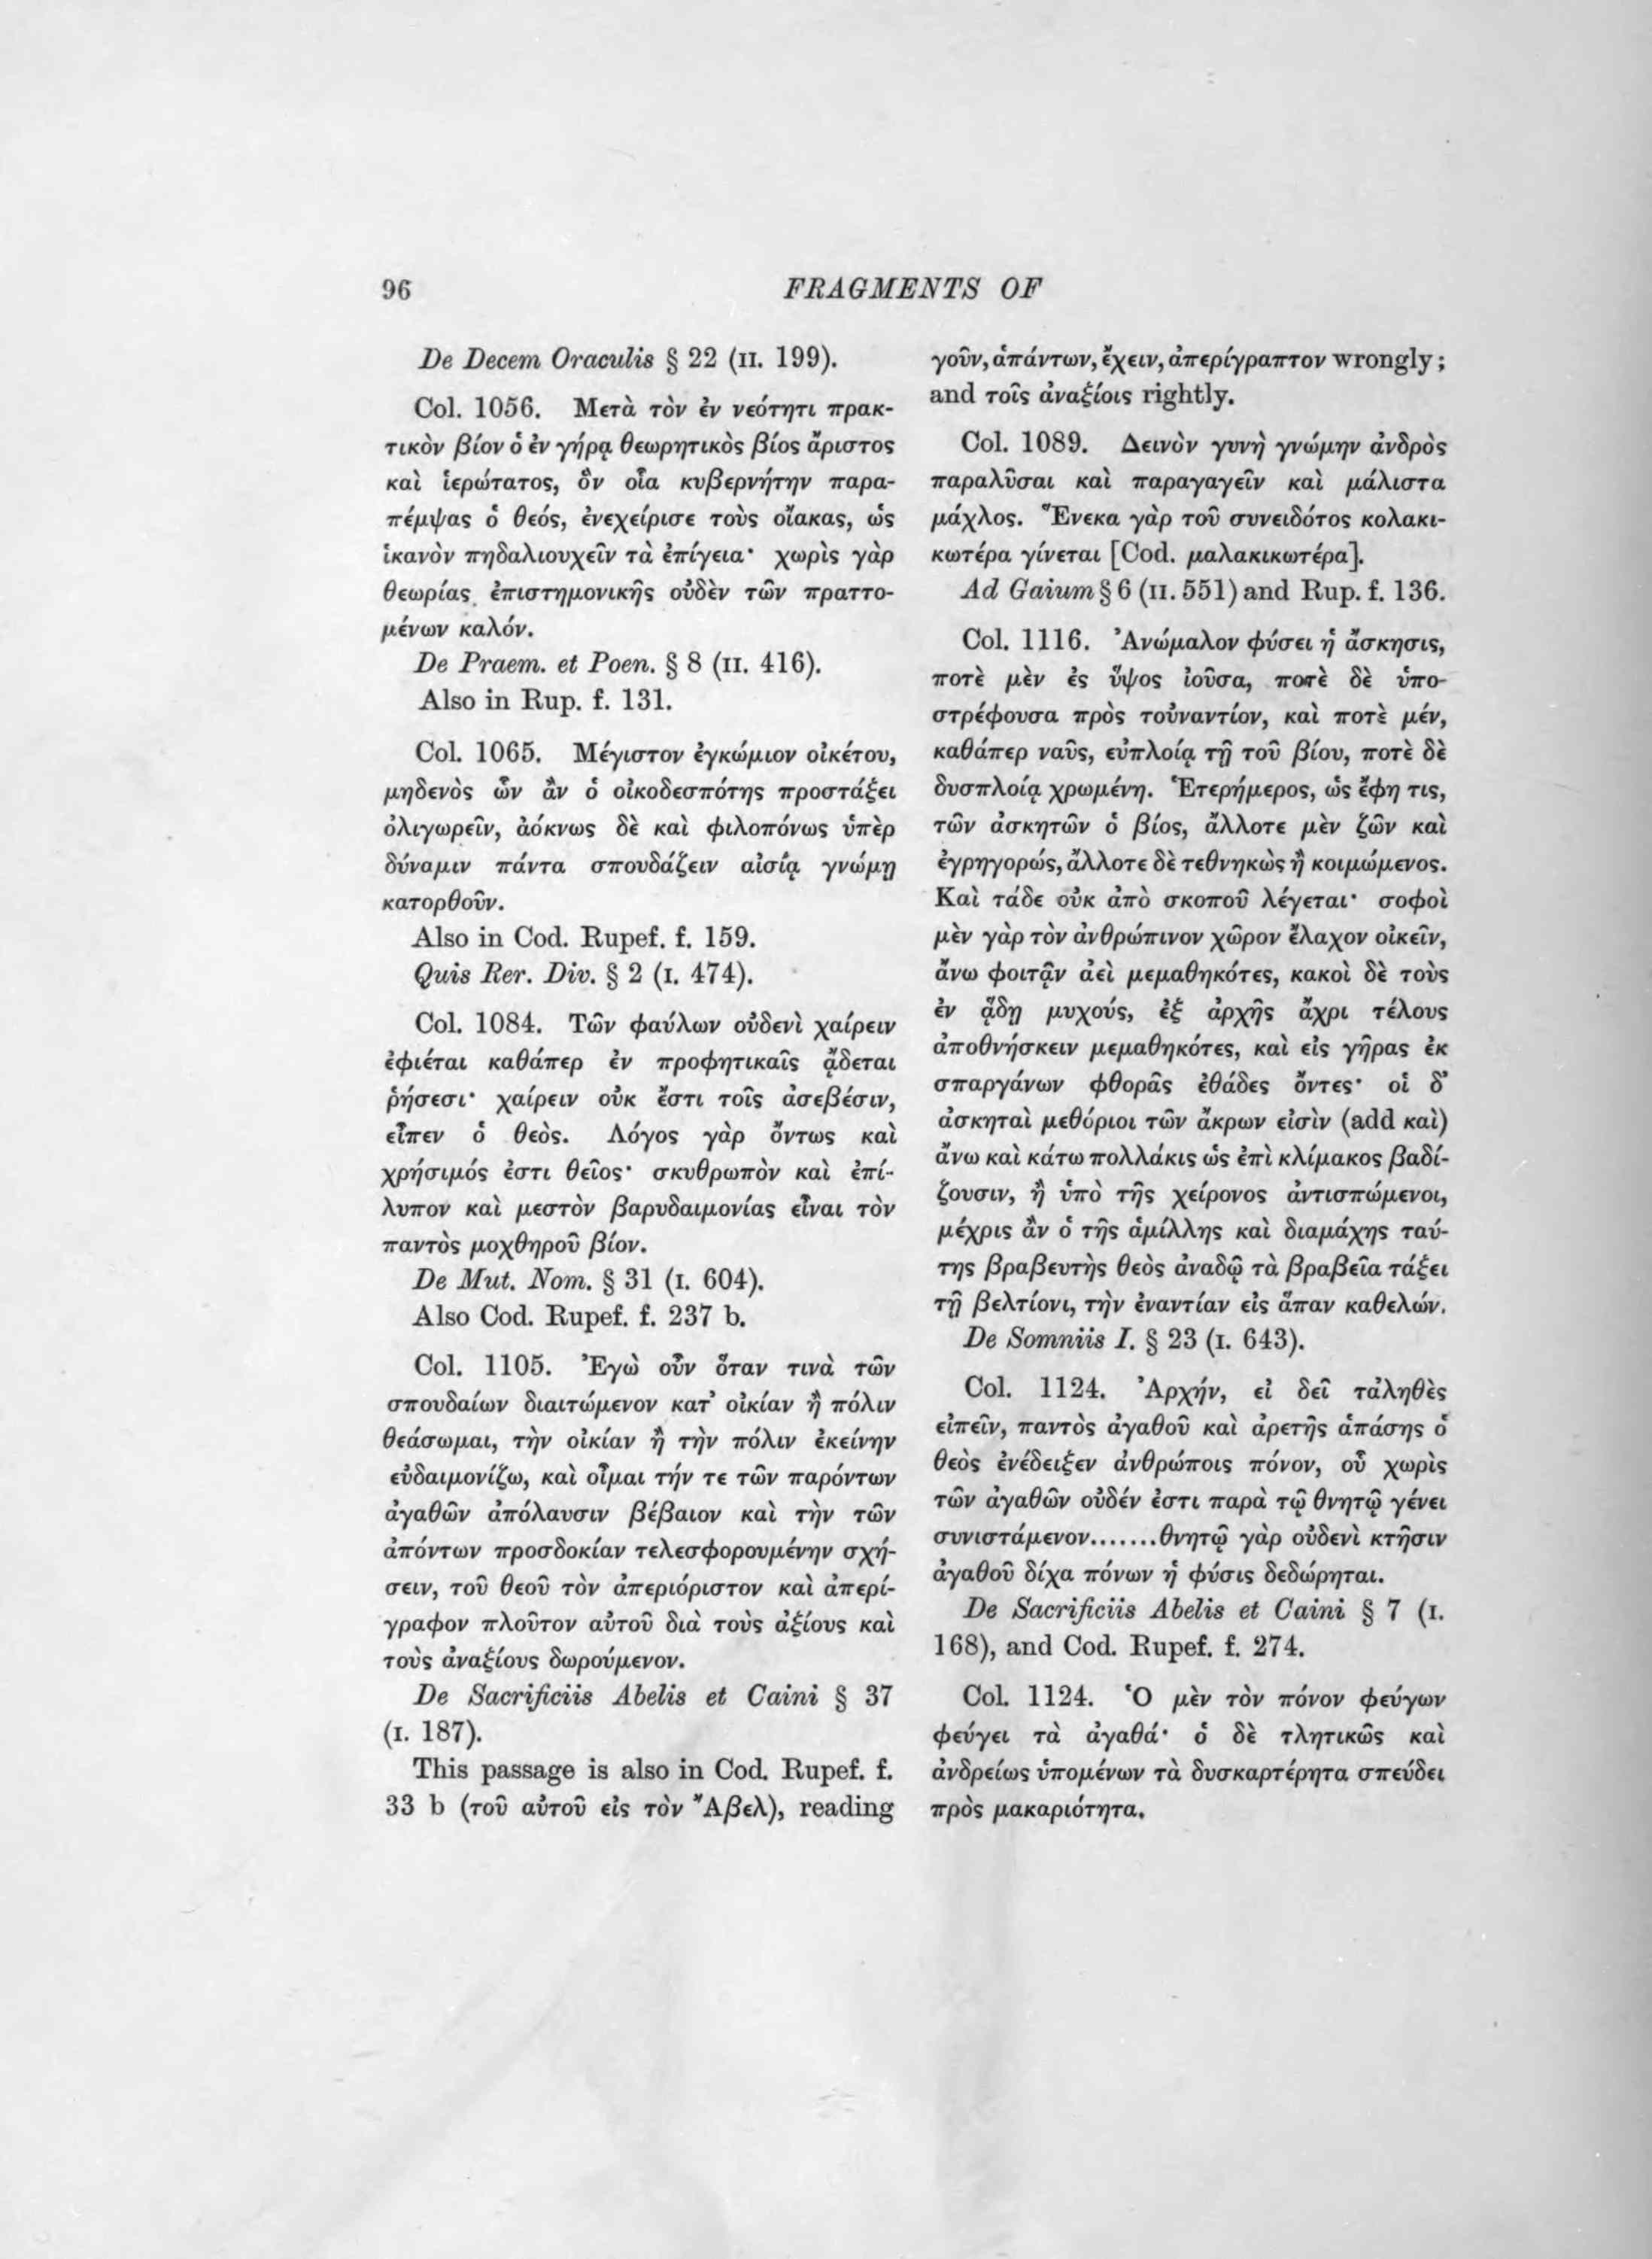 96
FRAGMENTS OF
De Decem Oraculis § 22 (II. 199).
Col. 1056. Μετὰ τὸν ἐν νεότητι πρακ-
τικὸν βίον ὁ ἐν γήρᾳ θεωρητικὸς βίος ἄριστος
καὶ ἱερώτατος, ὃν οἷα κυβερνήτην παρα-
πέμψας ὁ θεός, ἐνεχείρισε τοὺς οἴακας, ὡς
ἱκανὸν πηδαλιουχεῖν τὰ ἐπίγεια· χωρὶς γὰρ
θεωρίας ἐπιστημονικῆς οὐδὲν τῶν πραττο-
μένων καλόν.
De Praem. et Poen. § 8 (II. 416).
Also in Rup. f. 131.
Col. 1065. Μέγιστον ἐγκώμιον οἰκέτου,
μηδενὸς ὧν ἂν ὁ οἰκοδεσπότης προστάξει
ὀλιγωρεῖν, ἀόκνως δὲ καὶ φιλοπόνως ὑπὲρ
δύναμιν πάντα σπουδάζειν αἰσίᾳ γνώμῃ
κατορθοῦν.
Also in Cod. Rupef. f. 159.
Quis Rer. Div. § 2 (I. 474).
Col. 1084. Τῶν φαύλων οὐδενὶ χαίρειν
ἐφιέται καθάπερ ἐν προφητικαῖς ᾄδεται
ῥήσεσι· χαίρειν οὐκ ἔστι τοῖς ἀσεβέσιν,
εἶπεν ὁ θεὸς. Λόγος γὰρ ὄντως καὶ
χρήσιμός ἐστι θεῖος· σκυθρωπὸν καὶ ἐπί-
λυπον καὶ μεστὸν βαρυδαιμονίας εἶναι τὸν
παντὸς μοχθηροῦ βίον.
De Mut. Nom. § 31 (I. 604).
Also Cod. Rupef. f. 237 b.
Col. 1105. Ἐγὼ οὖν ὅταν τινὰ τῶν
σπουδαίων διαιτώμενον κατ' οἰκίαν ἢ πόλιν
θεάσωμαι, τὴν οἰκίαν ἢ τὴν πόλιν ἐκείνην
εὐδαιμονίζω, καὶ οἶμαι τήν τε τῶν παρόντων
ἀγαθῶν ἀπόλαυσιν βέβαιον καὶ τὴν τῶν
ἀπόντων προσδοκίαν τελεσφορουμένην σχή-
σειν, τοῦ θεοῦ τὸν ἀπεριόριστον καὶ ἀπερί-
γραφον πλοῦτον αὐτοῦ διὰ τοὺς ἀξίους καὶ
τοὺς ἀναξίους δωρούμενον.
De Sacrificiis Abelis et Caini § 37
(I. 187).
This passage is also in Cod. Rupef. f.
33 b (τοῦ αὐτοῦ εἰς τὸν Ἄβελ), reading
γοῦν, ἁπάντων, ἔχειν, ἀπερίγραπτον wrongly;
and τοῖς ἀναξίοις rightly.
Col. 1089. Δεινὸν γυνὴ γνώμην ἀνδρὸς
παραλῦσαι καὶ παραγαγεῖν καὶ μάλιστα
μάχλος. Ἕνεκα γὰρ τοῦ συνειδότος κολακι-
κωτέρα γίνεται [Cod. μαλακικωτέρα].
Ad Gaium § 6 (II. 551) and Rup. f. 136.
Col. 1116. Ἀνώμαλον φύσει ἡ ἄσκησις,
ποτὲ μὲν ἐς ὕψος ἰοῦσα, ποτὲ δὲ ὑπο-
στρέφουσα πρὸς τοὐναντίον, καὶ ποτὲ μέν,
καθάπερ ναῦς, εὐπλοίᾳ τῇ τοῦ βίου, ποτὲ δὲ
δυσπλοίᾳ χρωμένη. Ἑτερήμερος, ὡς ἔφη τις,
τῶν ἀσκητῶν ὁ βίος, ἄλλοτε μὲν ζῶν καὶ
ἐγρηγορώς, ἄλλοτε δὲ τεθνηκὼς ἢ κοιμώμενος.
Καὶ τάδε οὐκ ἀπὸ σκοποῦ λέγεται· σοφοὶ
μὲν γὰρ τὸν ἀνθρώπινον χῶρον ἔλαχον οἰκεῖν,
ἄνω φοιτᾷν ἀεὶ μεμαθηκότες, κακοὶ δὲ τοὺς
ἐν ᾅδῃ μυχούς, ἐξ ἀρχῆς ἄχρι τέλους
ἀποθνήσκειν μεμαθηκότες, καὶ εἰς γῆρας ἐκ
σπαργάνων φθορᾶς ἐθάδες ὄντες· οἱ δ'
ἀσκηταὶ μεθόριοι τῶν ἄκρων εἰσὶν (add καὶ)
ἄνω καὶ κάτω πολλάκις ὡς ἐπὶ κλίμακος βαδί-
ζουσιν, ἢ ὑπὸ τῆς χείρονος ἀντισπώμενοι,
μέχρις ἂν ὁ τῆς ἁμίλλης καὶ διαμάχης ταύ-
της βραβευτὴς θεὸς ἀναδῷ τὰ βραβεῖα τάξει
τῇ βελτίονι, τὴν ἐναντίαν εἰς ἅπαν καθελών.
De Somniis I. § 23 (I. 643).
Col. 1124. Ἀρχήν, εἰ δεῖ τἀληθὲς
εἰπεῖν, παντὸς ἀγαθοῦ καὶ ἀρετῆς ἁπάσης ὁ
θεὸς ἐνέδειξεν ἀνθρώποις πόνον, οὗ χωρὶς
τῶν ἀγαθῶν οὐδέν ἐστι παρὰ τῷ θνητῷ γένει
συνιστάμενον.......θνητῷ γὰρ οὐδενὶ κτῆσιν
ἀγαθοῦ δίχα πόνων ἡ φύσις δεδώρηται.
De Sacrificiis Abelis et Caini § 7 (I.
168), and Cod. Rupef. f. 274.
Col. 1124. Ὁ μὲν τὸν πόνον φεύγων
φεύγει τὰ ἀγαθά· ὁ δὲ τλητικῶς καὶ
ἀνδρείως ὑπομένων τὰ δυσκαρτέρητα σπεύδει
πρὸς μακαριότητα.